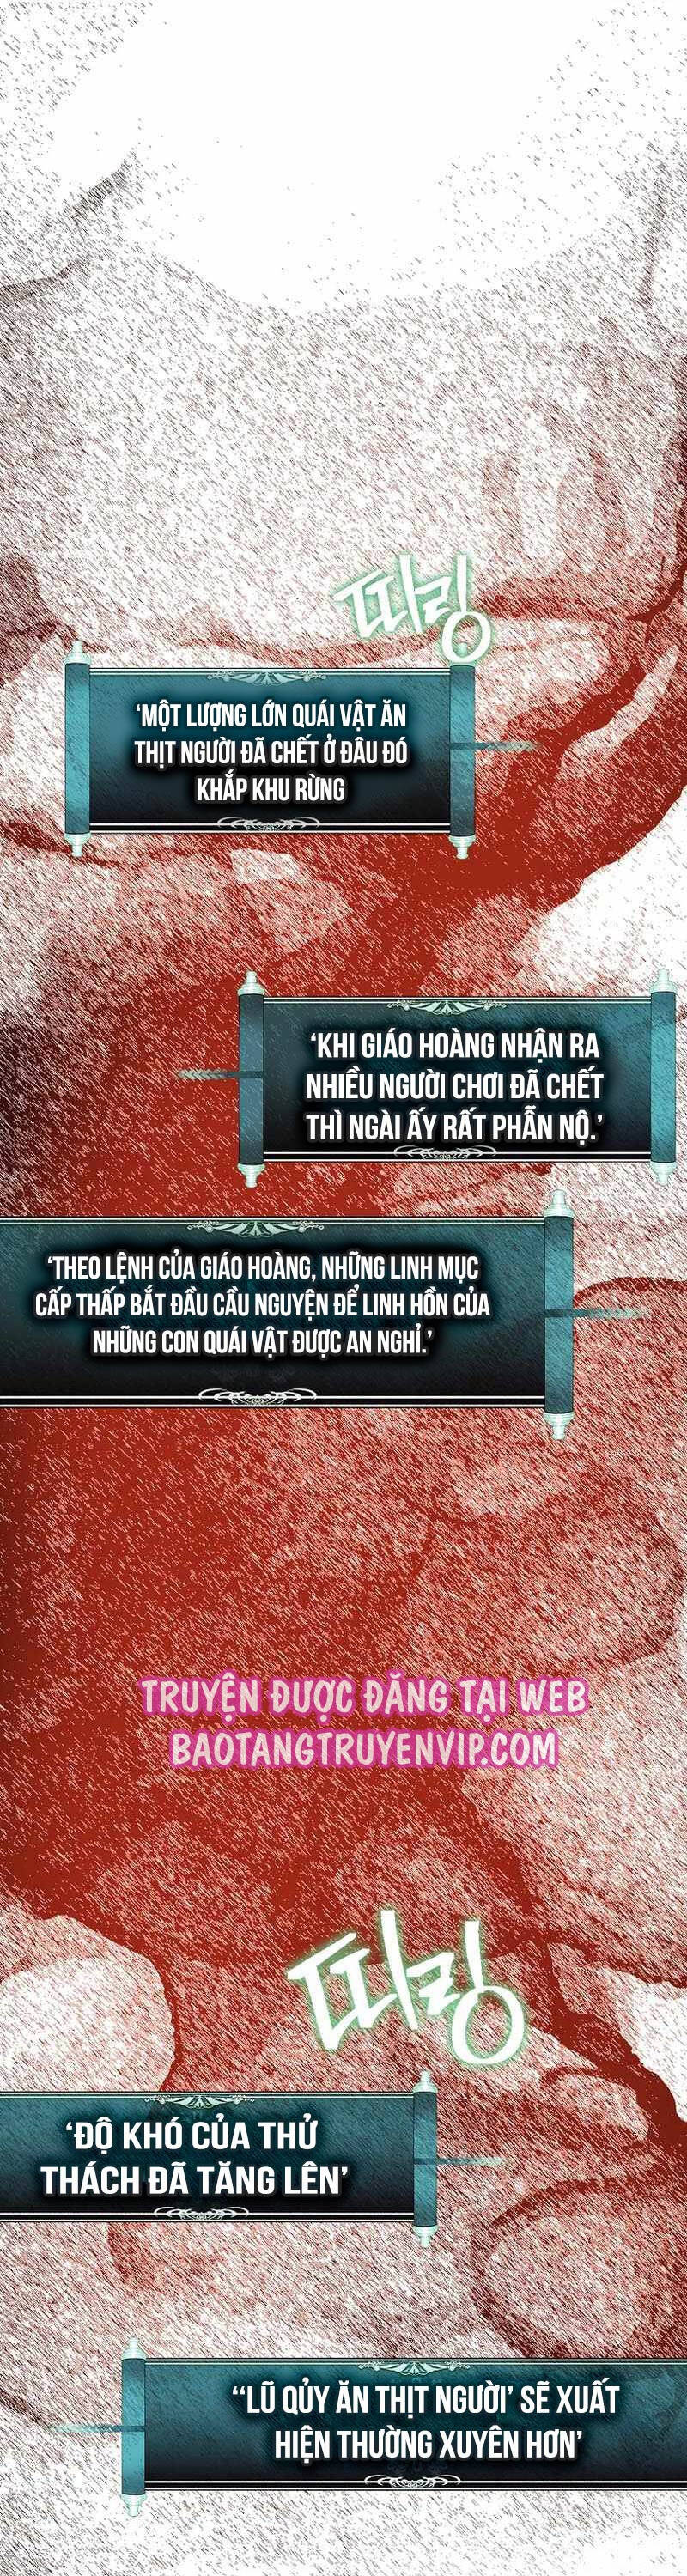 띠링
‘MỘT LƯỢNG LỚN QUÁI VẬT ĂN
THỊT NGƯỜI ĐÃ CHẾT Ở ĐÂU ĐÓ
KHẮP KHU RỪNG
‘KHI GIÁO HOÀNG NHẬN RA
NHIỀU NGƯỜI CHƠI ĐÃ CHẾT
THÌ NGÀI ẤY RẤT PHẪN NỘ.’
‘THEO LỆNH CỦA GIÁO HOÀNG, NHỮNG LINH MỤC
CẤP THẤP BẮT ĐẦU CẦU NGUYỆN ĐỂ LINH HỒN CỦA
NHỮNG CON QUÁI VẬT ĐƯỢC AN NGHỈ.’
TRUYỆN ĐƯỢC ĐĂNG TẠI WEB
BAOTANGTRUYENVIP.COM
띠링
‘ĐỘ KHÓ CỦA THỬ
THÁCH ĐÃ TĂNG LÊN’
“LŨ QỦY ĂN THỊT NGƯỜI’ SẼ XUẤT
HIỆN THƯỜNG XUYÊN HƠN’